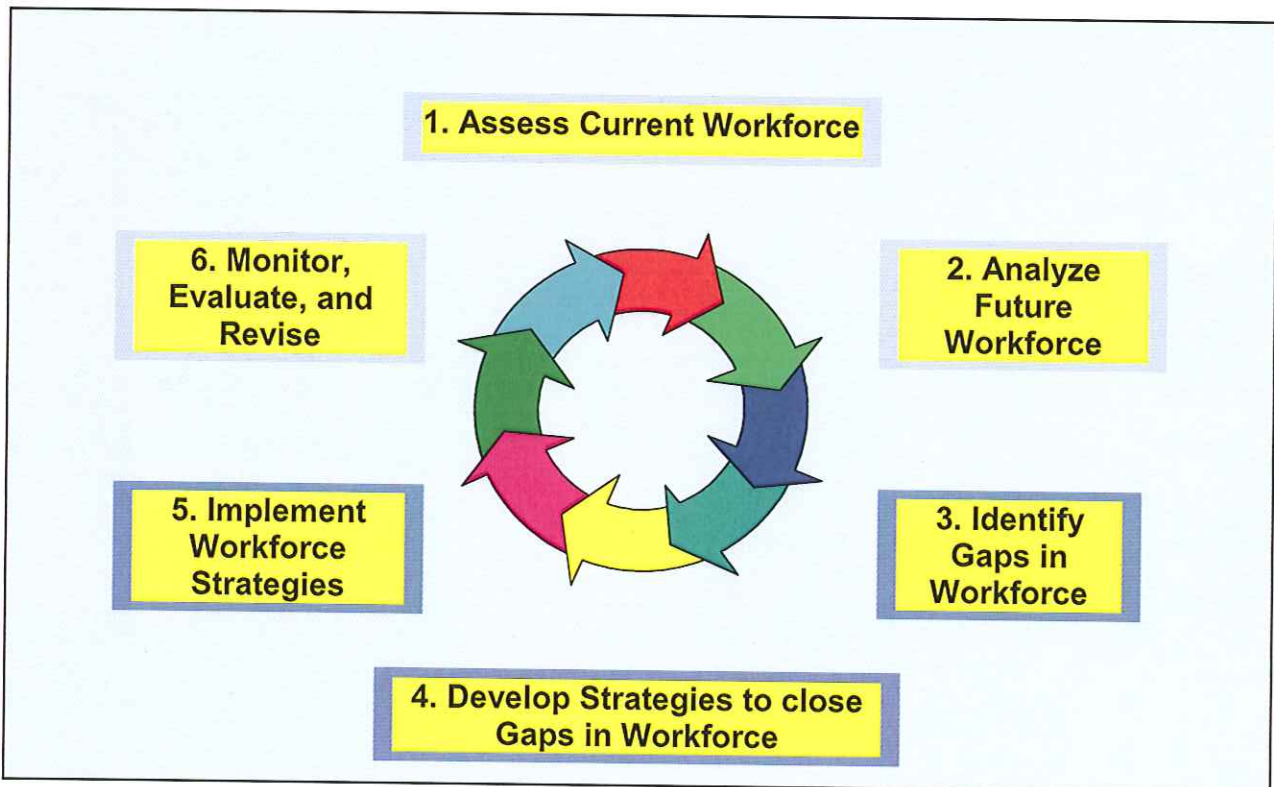 1. Assess Current Workforce
2. Analyze
Future
Workforce
3. Identify
Gaps in
Workforce
4. Develop Strategies to close
Gaps in Workforce
5. Implement
Workforce
Strategies
6. Monitor,
Evaluate, and
Revise